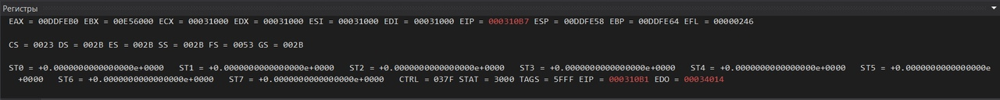 Регистры
EAX = 00DDFEB0 EBX = 00E56000 ECX = 00031000 EDX = 00031000 ESI = 00031000 EDI = 00031000 EIP = 000310B7 ESP = 00DDFE58 EBP = 00DDFE64 EFL = 00000246
CS = 0023 DS = 002B ES = 002B SS = 002B FS = 0053 GS = 002B
ST0 = +0.0000000000000000e+0000 ST1 = +0.0000000000000000e+0000 ST2 = +0.0000000000000000e+0000 ST3 = +0.0000000000000000e+0000 ST4 = +0.0000000000000000e+0000 ST5 = +0.0000000000000000e
+0000 ST6 = +0.0000000000000000e+0000 ST7 = +0.0000000000000000e+0000 CTRL = 037F STAT = 3000 TAGS = 5FFF EIP = 000310B1 EDO = 00034014